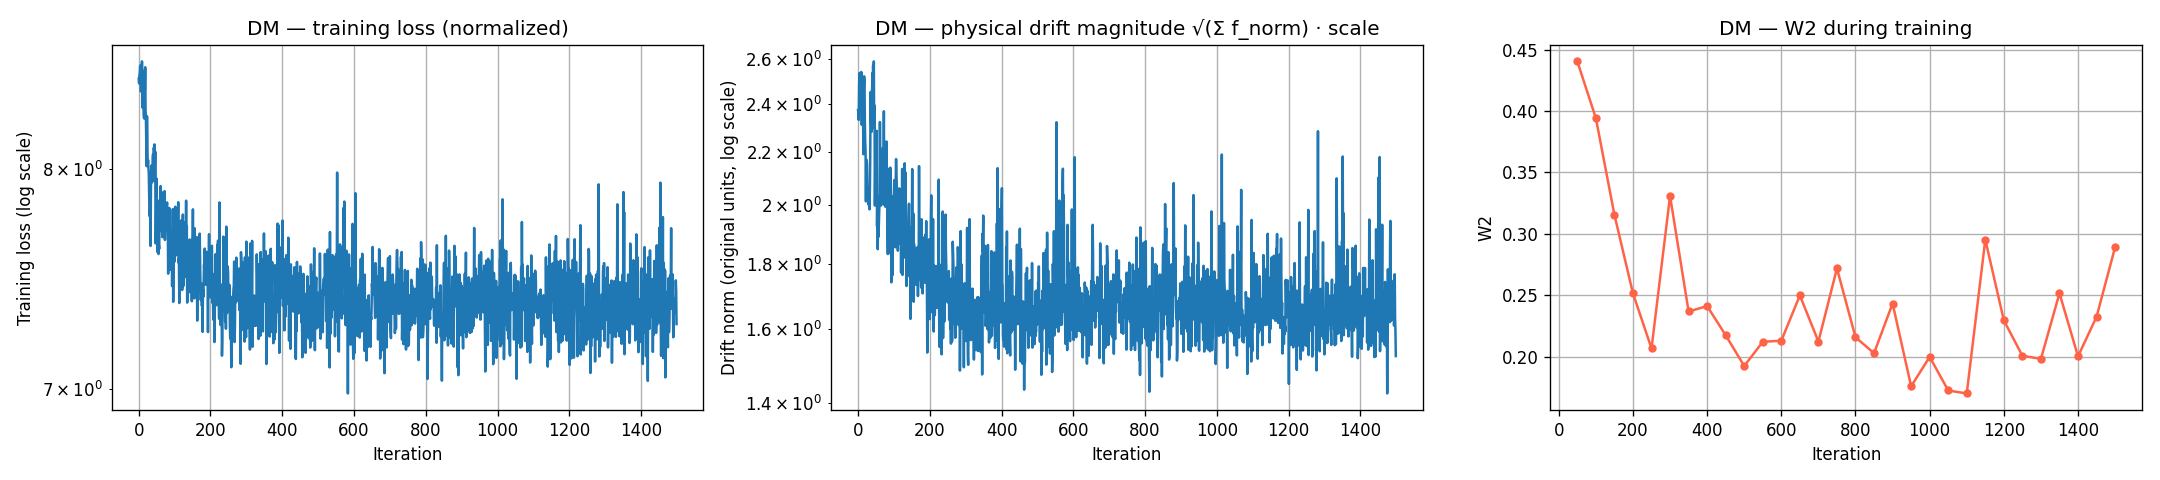 DM — training loss (normalized)
Training loss (log scale)
8 × 10⁰
7 × 10⁰
0 200 400 600 800 1000 1200 1400
Iteration
DM — physical drift magnitude √(Σ f_norm) · scale
Drift norm (original units, log scale)
2.6 × 10⁰
2.4 × 10⁰
2.2 × 10⁰
2 × 10⁰
1.8 × 10⁰
1.6 × 10⁰
1.4 × 10⁰
0 200 400 600 800 1000 1200 1400
Iteration
DM — W2 during training
W2
0.45
0.40
0.35
0.30
0.25
0.20
0 200 400 600 800 1000 1200 1400
Iteration